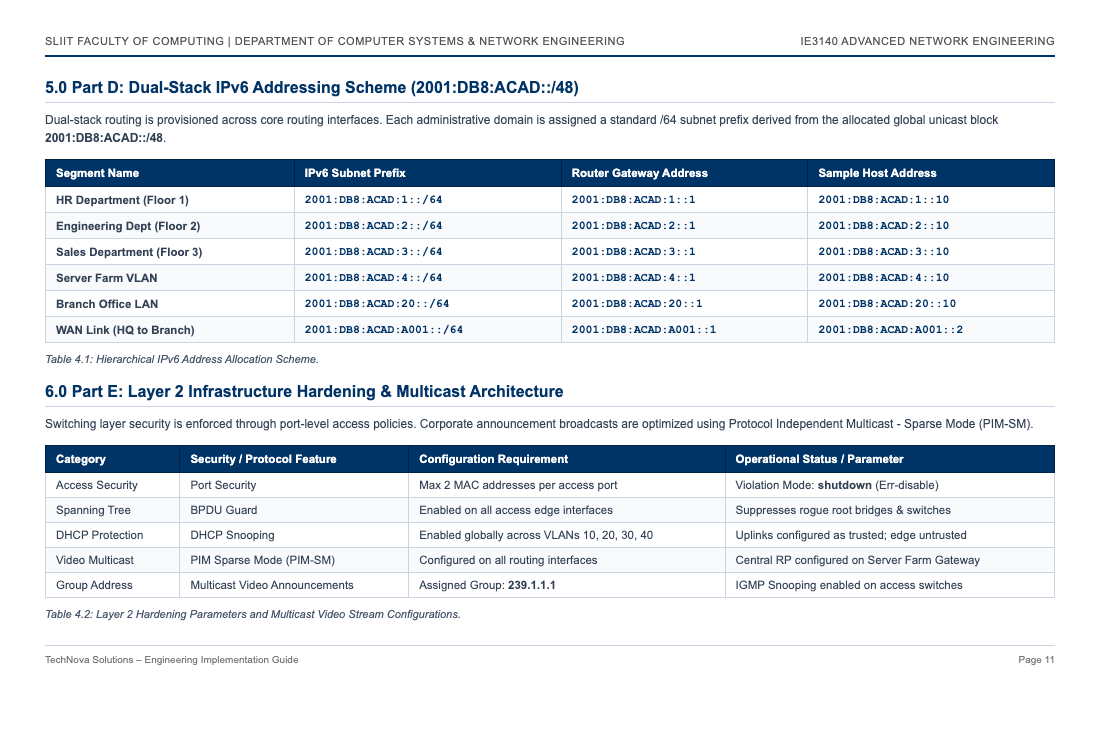 SLIIT FACULTY OF COMPUTING | DEPARTMENT OF COMPUTER SYSTEMS & NETWORK ENGINEERING IE3140 ADVANCED NETWORK ENGINEERING
5.0 Part D: Dual-Stack IPv6 Addressing Scheme (2001:DB8:ACAD::/48)
Dual-stack routing is provisioned across core routing interfaces. Each administrative domain is assigned a standard /64 subnet prefix derived from the allocated global unicast block
2001:DB8:ACAD::/48.
Segment Name IPv6 Subnet Prefix Router Gateway Address Sample Host Address
HR Department (Floor 1) 2001:DB8:ACAD:1::/64 2001:DB8:ACAD:1::1 2001:DB8:ACAD:1::10
Engineering Dept (Floor 2) 2001:DB8:ACAD:2::/64 2001:DB8:ACAD:2::1 2001:DB8:ACAD:2::10
Sales Department (Floor 3) 2001:DB8:ACAD:3::/64 2001:DB8:ACAD:3::1 2001:DB8:ACAD:3::10
Server Farm VLAN 2001:DB8:ACAD:4::/64 2001:DB8:ACAD:4::1 2001:DB8:ACAD:4::10
Branch Office LAN 2001:DB8:ACAD:20::/64 2001:DB8:ACAD:20::1 2001:DB8:ACAD:20::10
WAN Link (HQ to Branch) 2001:DB8:ACAD:A001::/64 2001:DB8:ACAD:A001::1 2001:DB8:ACAD:A001::2
Table 4.1: Hierarchical IPv6 Address Allocation Scheme.
6.0 Part E: Layer 2 Infrastructure Hardening & Multicast Architecture
Switching layer security is enforced through port-level access policies. Corporate announcement broadcasts are optimized using Protocol Independent Multicast - Sparse Mode (PIM-SM).
Category Security / Protocol Feature Configuration Requirement Operational Status / Parameter
Access Security Port Security Max 2 MAC addresses per access port Violation Mode: shutdown (Err-disable)
Spanning Tree BPDU Guard Enabled on all access edge interfaces Suppresses rogue root bridges & switches
DHCP Protection DHCP Snooping Enabled globally across VLANs 10, 20, 30, 40 Uplinks configured as trusted; edge untrusted
Video Multicast PIM Sparse Mode (PIM-SM) Configured on all routing interfaces Central RP configured on Server Farm Gateway
Group Address Multicast Video Announcements Assigned Group: 239.1.1.1 IGMP Snooping enabled on access switches
Table 4.2: Layer 2 Hardening Parameters and Multicast Video Stream Configurations.
TechNova Solutions – Engineering Implementation Guide Page 11